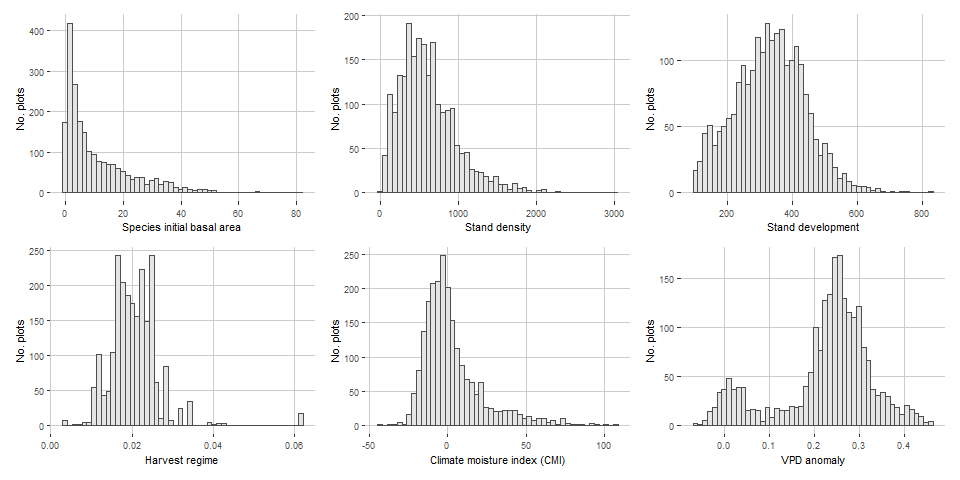 No. plots
400
300
200
100
0
0 20 40 60 80
Species initial basal area
No. plots
200
150
100
50
0
0 1000 2000 3000
Stand density
No. plots
100
50
0
200 400 600 800
Stand development
No. plots
250
200
150
100
50
0
0.00 0.02 0.04 0.06
Harvest regime
No. plots
250
200
150
100
50
0
-50 0 50 100
Climate moisture index (CMI)
No. plots
150
100
50
0
0.0 0.1 0.2 0.3 0.4
VPD anomaly